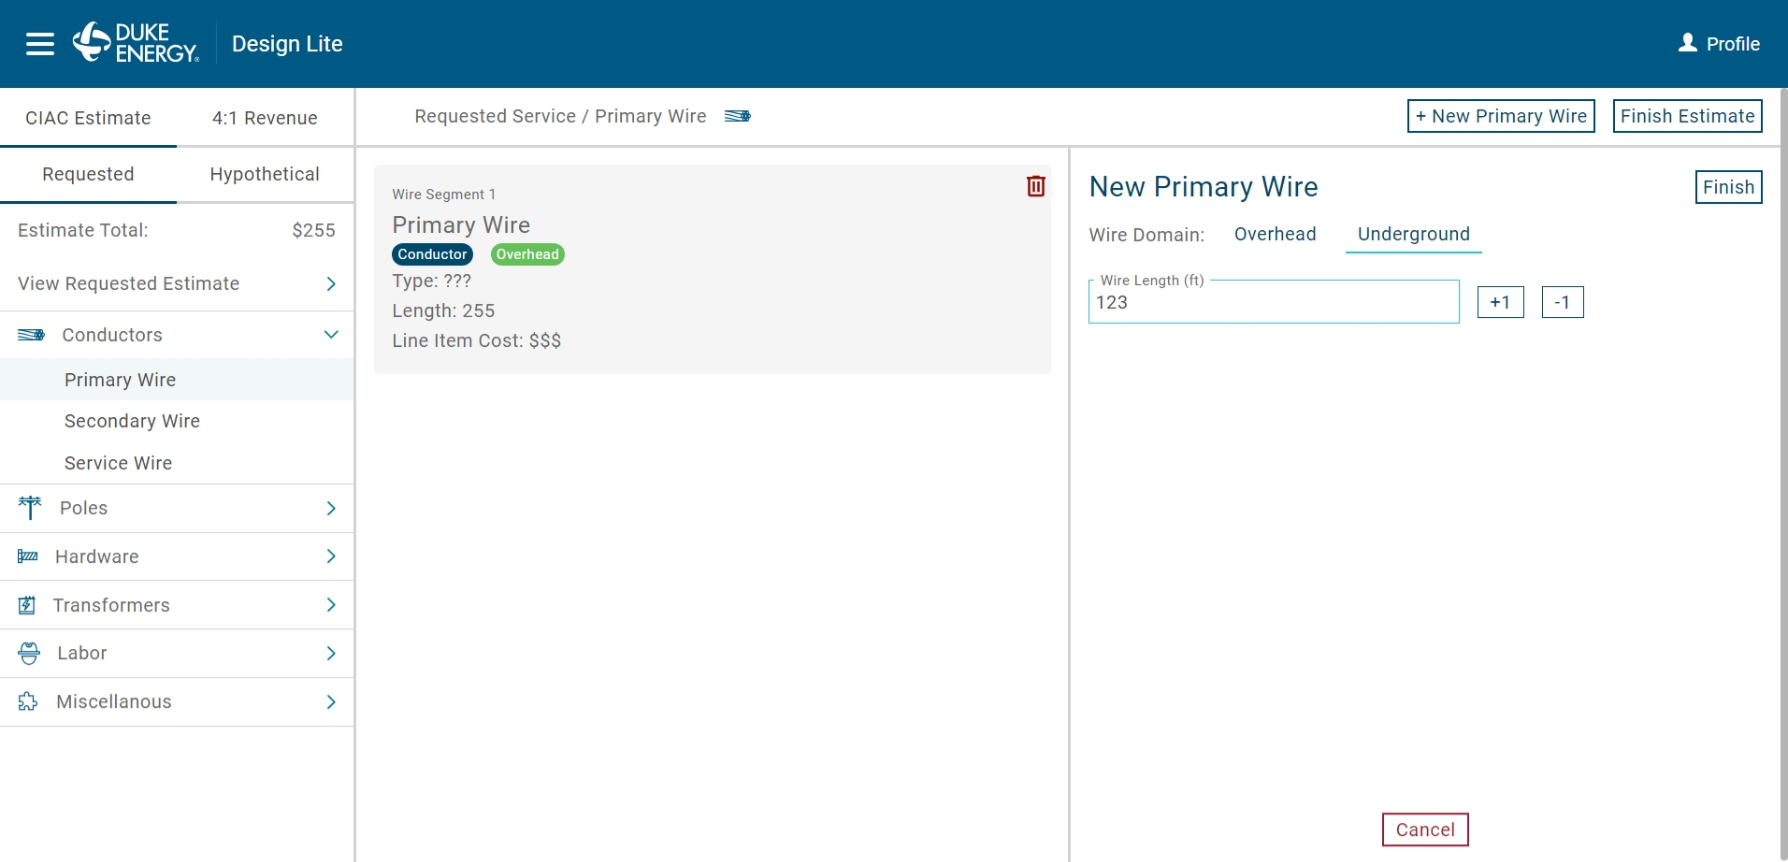 DUKE
ENERGY®
Design Lite
Profile
CIAC Estimate
4:1 Revenue
Requested
Hypothetical
Estimate Total:
$255
View Requested Estimate
Conductors
Primary Wire
Secondary Wire
Service Wire
Poles
Hardware
Transformers
Labor
Miscellanous
Requested Service / Primary Wire
+ New Primary Wire
Finish Estimate
Wire Segment 1
Primary Wire
Conductor
Overhead
Type: ???
Length: 255
Line Item Cost: $$$
New Primary Wire
Finish
Wire Domain:
Overhead
Underground
Wire Length (ft)
123
+1
-1
Cancel